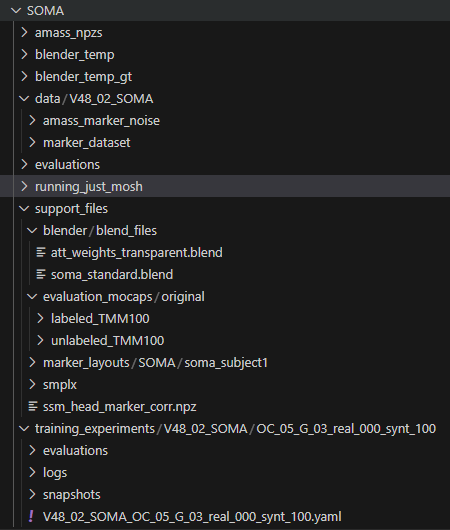 SOMA
amass_npzs
blender_temp
blender_temp_gt
data/V48_02_SOMA
amass_marker_noise
marker_dataset
evaluations
running_just_mosh
support_files
blender/blend_files
att_weights_transparent.blend
soma_standard.blend
evaluation_mocaps/original
labeled_TMM100
unlabeled_TMM100
marker_layouts/SOMA/soma_subject1
smplx
ssm_head_marker_corr.npz
training_experiments/V48_02_SOMA/OC_05_G_03_real_000_synt_100
evaluations
logs
snapshots
! V48_02_SOMA_OC_05_G_03_real_000_synt_100.yaml